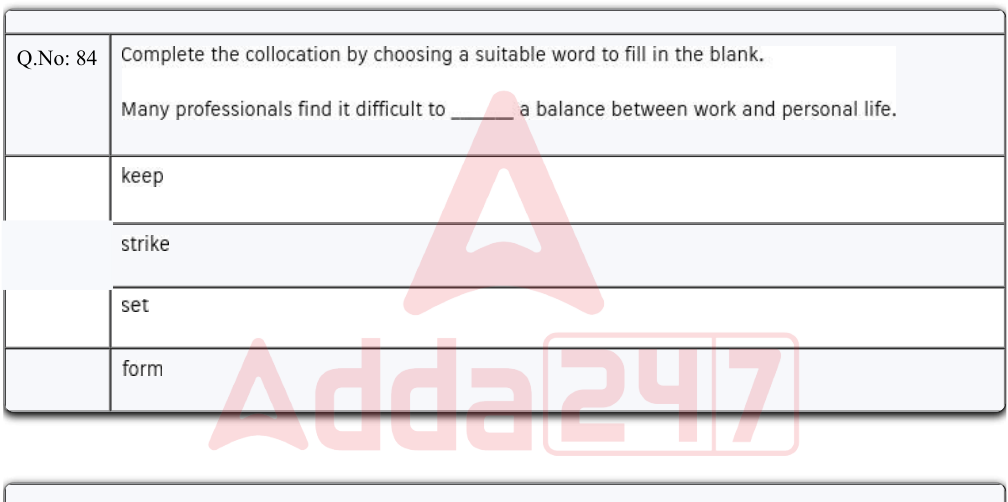 Q.No: 84
Complete the collocation by choosing a suitable word to fill in the blank.
Many professionals find it difficult to ______ a balance between work and personal life.
keep
strike
set
form
Adda247